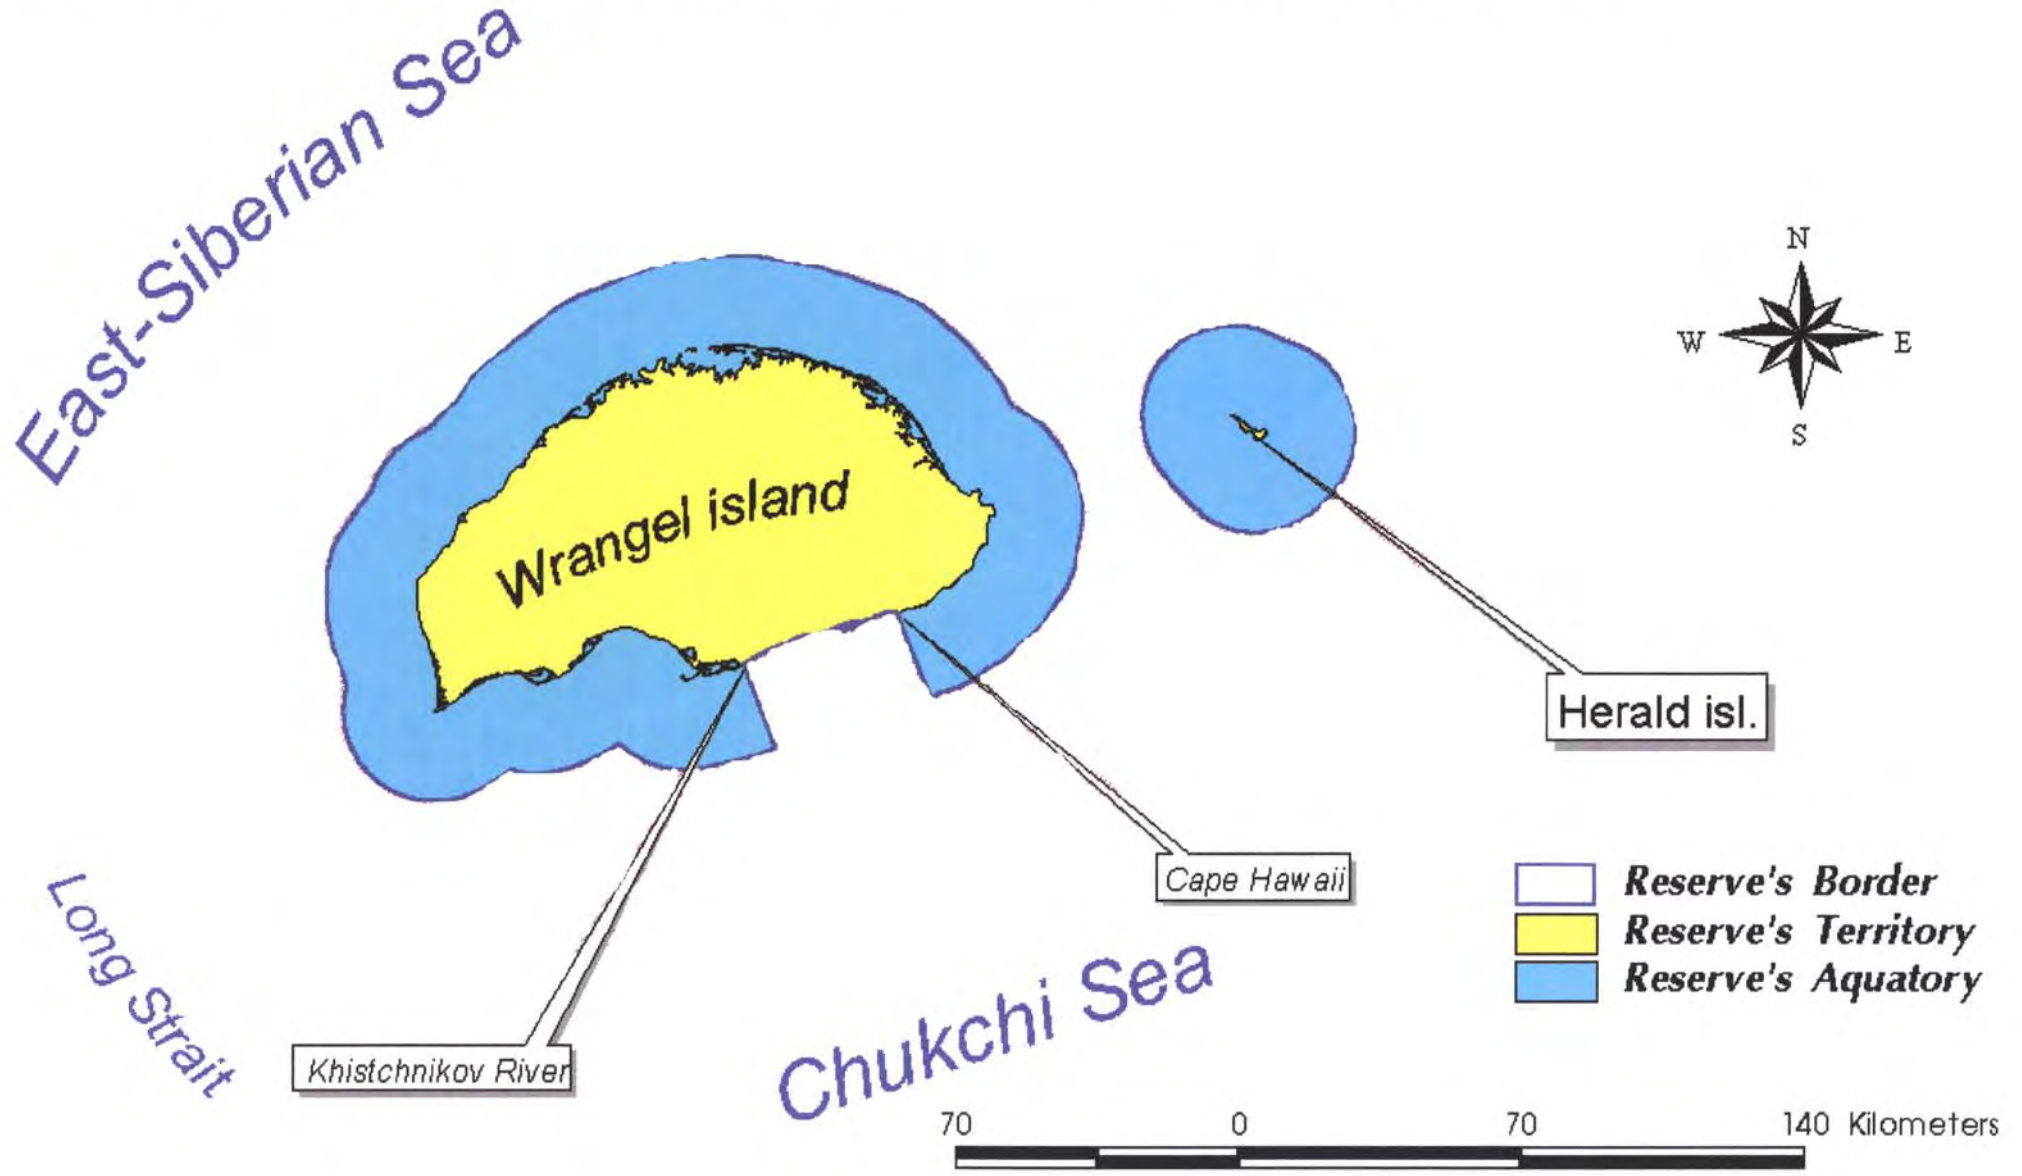 East-Siberian Sea
N
W
E
S
Wrangel island
Herald isl.
Cape Hawaii
Reserve's Border
Reserve's Territory
Reserve's Aquatory
Long Strait
Khistchnikov River
Chukchi Sea
70 0 70 140 Kilometers